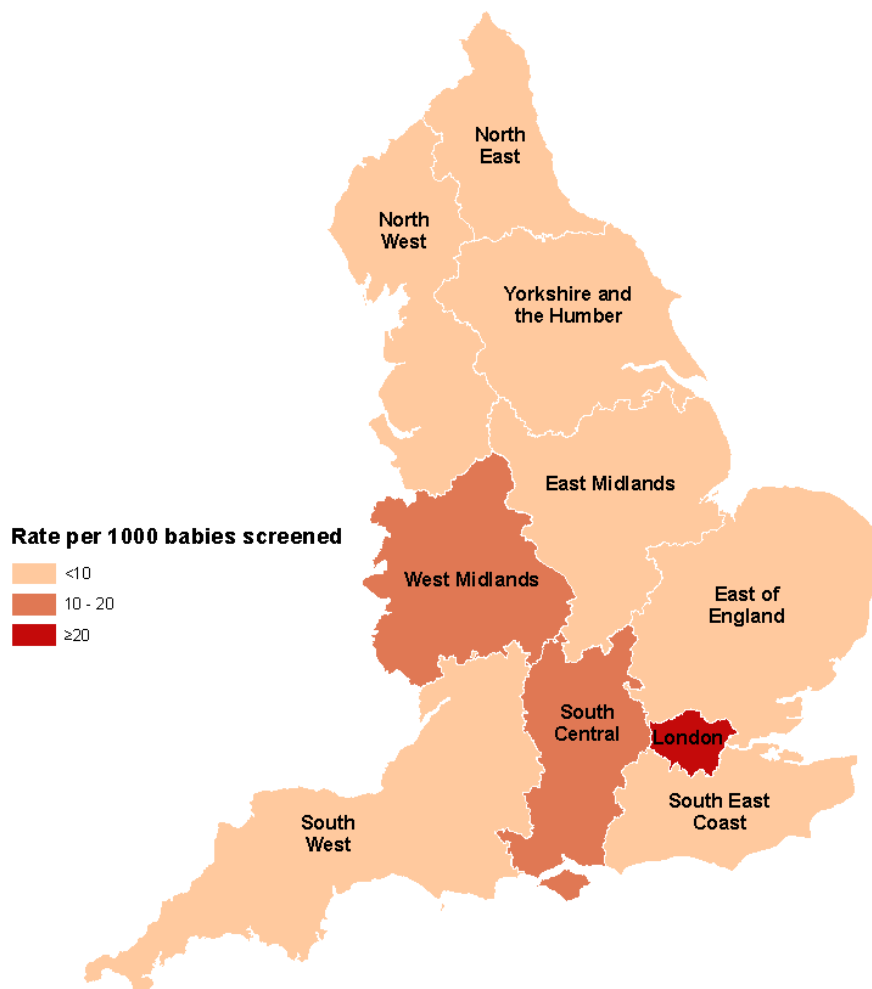 North
East
North
West
Yorkshire and
the Humber
East Midlands
Rate per 1000 babies screened
<10
10 - 20
≥20
West Midlands
East of
England
South
Central
London
South East
Coast
South
West